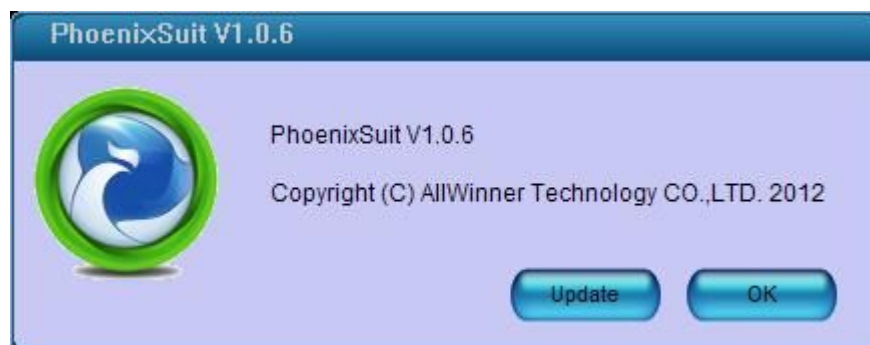 PhoenixSuit V1.0.6
PhoenixSuit V1.0.6
Copyright (C) AllWinner Technology CO.,LTD. 2012
Update OK